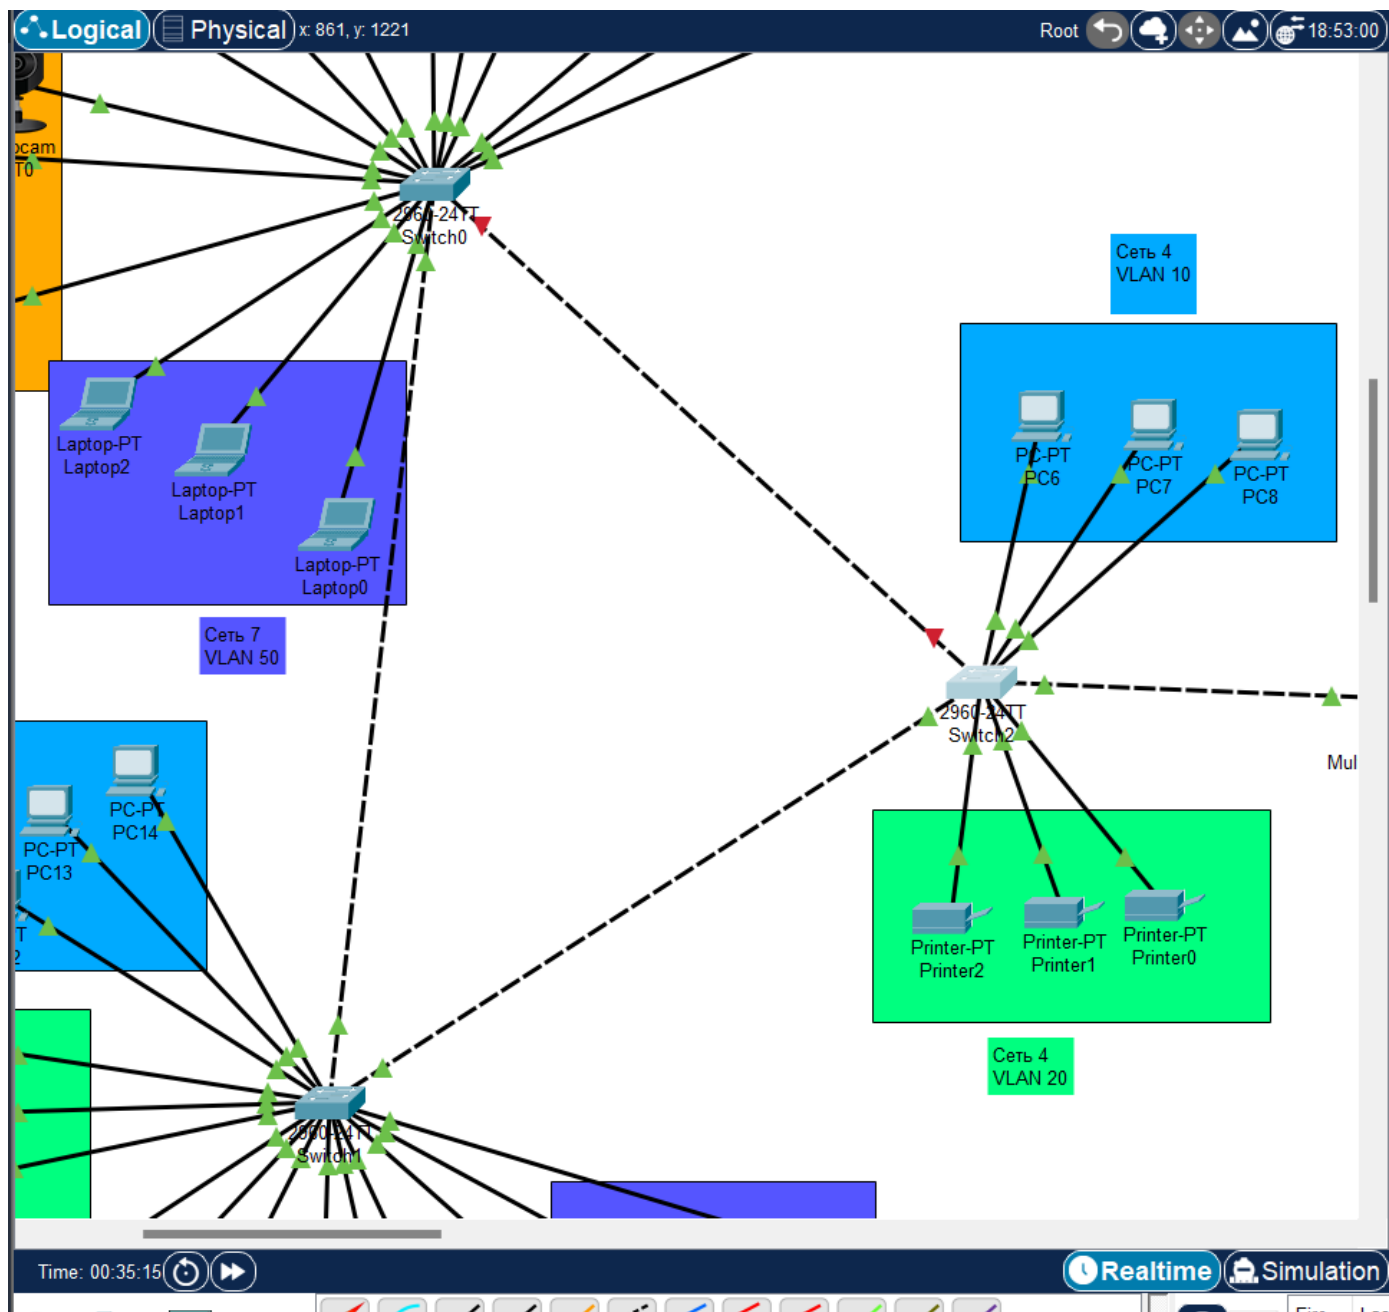 Logical
Physical
x: 861, y: 1221
Root
18:53:00
T0
2960-24TT
Switch0
Сеть 4
VLAN 10
Laptop-PT
Laptop2
Laptop-PT
Laptop1
Laptop-PT
Laptop0
PC-PT
PC6
PC-PT
PC7
PC-PT
PC8
Сеть 7
VLAN 50
2960-24TT
Switch2
Mul
PC-PT
PC14
PC-PT
PC13
T
2
Printer-PT
Printer2
Printer-PT
Printer1
Printer-PT
Printer0
Сеть 4
VLAN 20
2960-24TT
Switch1
Time: 00:35:15
Realtime
Simulation